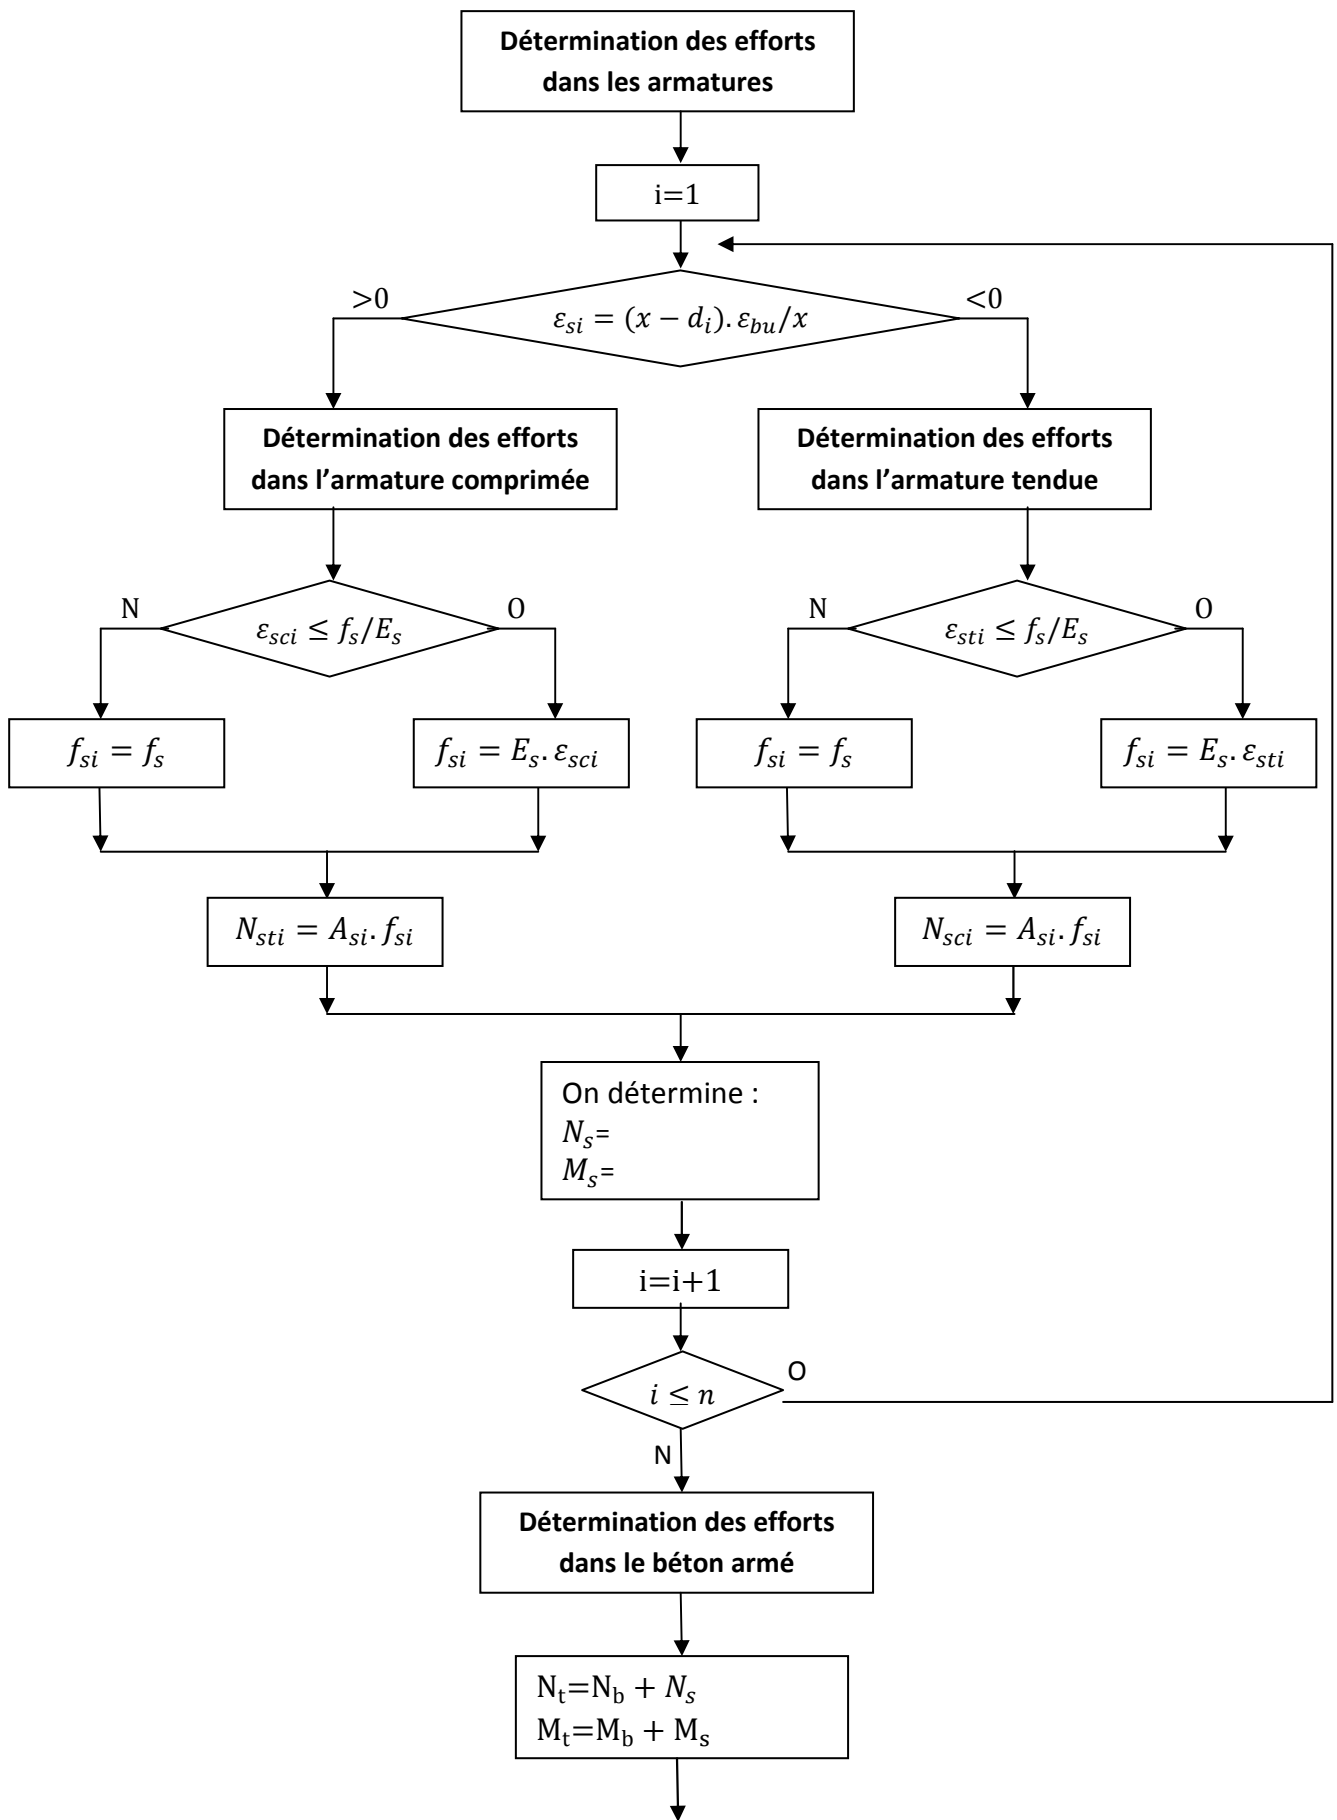 Détermination des efforts
dans les armatures
i=1
>0
<0
εsi = (x − di). εbu/x
Détermination des efforts
dans l’armature comprimée
Détermination des efforts
dans l’armature tendue
N
O
εsci ≤ fs/Es
N
O
εsti ≤ fs/Es
fsi = fs
fsi = Es. εsci
fsi = fs
fsi = Es. εsti
Nsti = Asi. fsi
Nsci = Asi. fsi
On détermine :
Ns=
Ms=
i=i+1
i ≤ n
O
N
Détermination des efforts
dans le béton armé
Nt=Nb + Ns
Mt=Mb + Ms